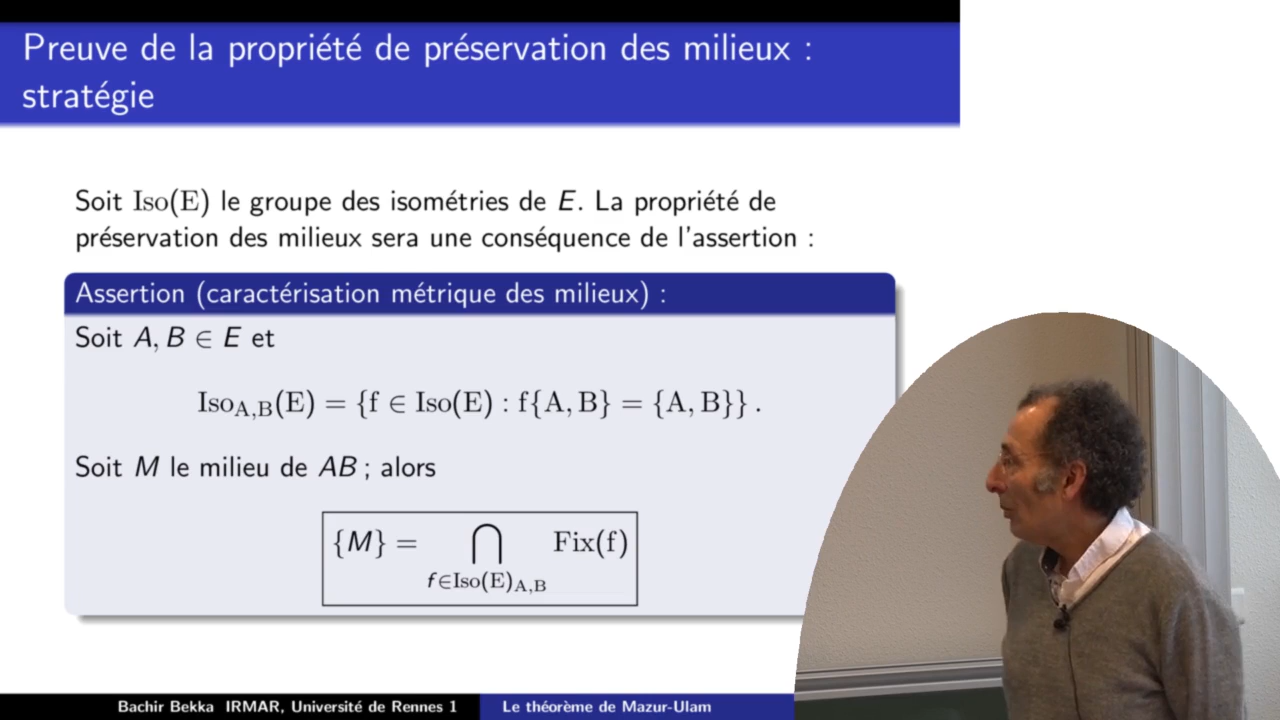 Preuve de la propriété de préservation des milieux :
stratégie
Soit Iso(E) le groupe des isométries de E. La propriété de
préservation des milieux sera une conséquence de l'assertion :
Assertion (caractérisation métrique des milieux) :
Soit A, B ∈ E et
Iso_{A,B}(E) = {f ∈ Iso(E) : f{A, B} = {A, B}} .
Soit M le milieu de AB ; alors
{M} = ⋂_{f∈Iso(E)_{A,B}} Fix(f)
Bachir Bekka IRMAR, Université de Rennes 1
Le théorème de Mazur-Ulam